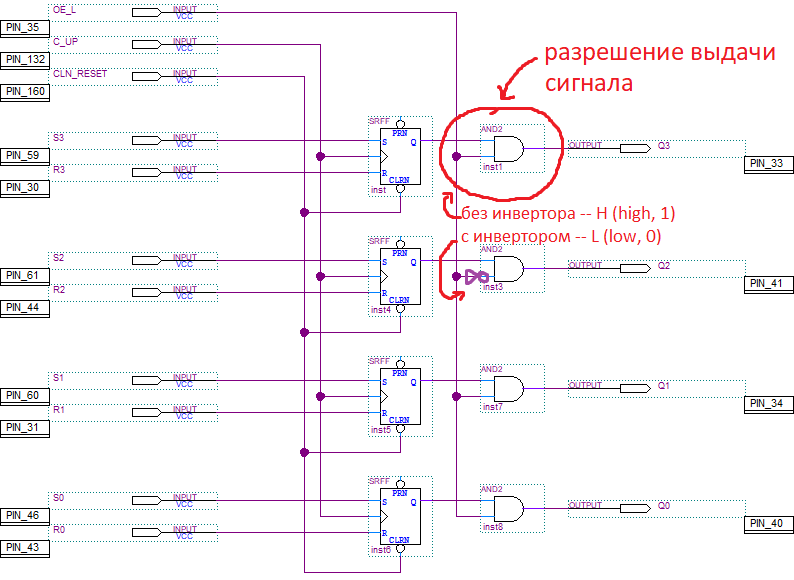 OE_L INPUT VCC
PIN_35
C_UP INPUT VCC
PIN_132
CLN_RESET INPUT VCC
PIN_160
разрешение выдачи
сигнала
SRFF AND2
S3 INPUT VCC PRN S Q OUTPUT Q3
PIN_59 PIN_33
R3 INPUT VCC R CLRN inst inst1
PIN_30
без инвертора -- H (high, 1)
с инвертором -- L (low, 0)
SRFF AND2
S2 INPUT VCC PRN S Q OUTPUT Q2
PIN_61 PIN_41
R2 INPUT VCC R CLRN inst4 inst3
PIN_44
SRFF AND2
S1 INPUT VCC PRN S Q OUTPUT Q1
PIN_60 PIN_34
R1 INPUT VCC R CLRN inst5 inst7
PIN_31
SRFF AND2
S0 INPUT VCC PRN S Q OUTPUT Q0
PIN_46 PIN_40
R0 INPUT VCC R CLRN inst6 inst8
PIN_43